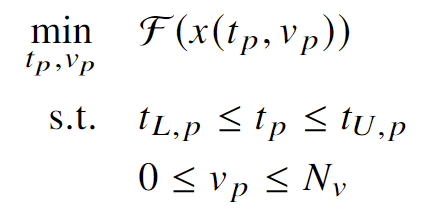 min F(x(t_p, v_p))
t_p,v_p
s.t. t_{L,p} ≤ t_p ≤ t_{U,p}
0 ≤ v_p ≤ N_v